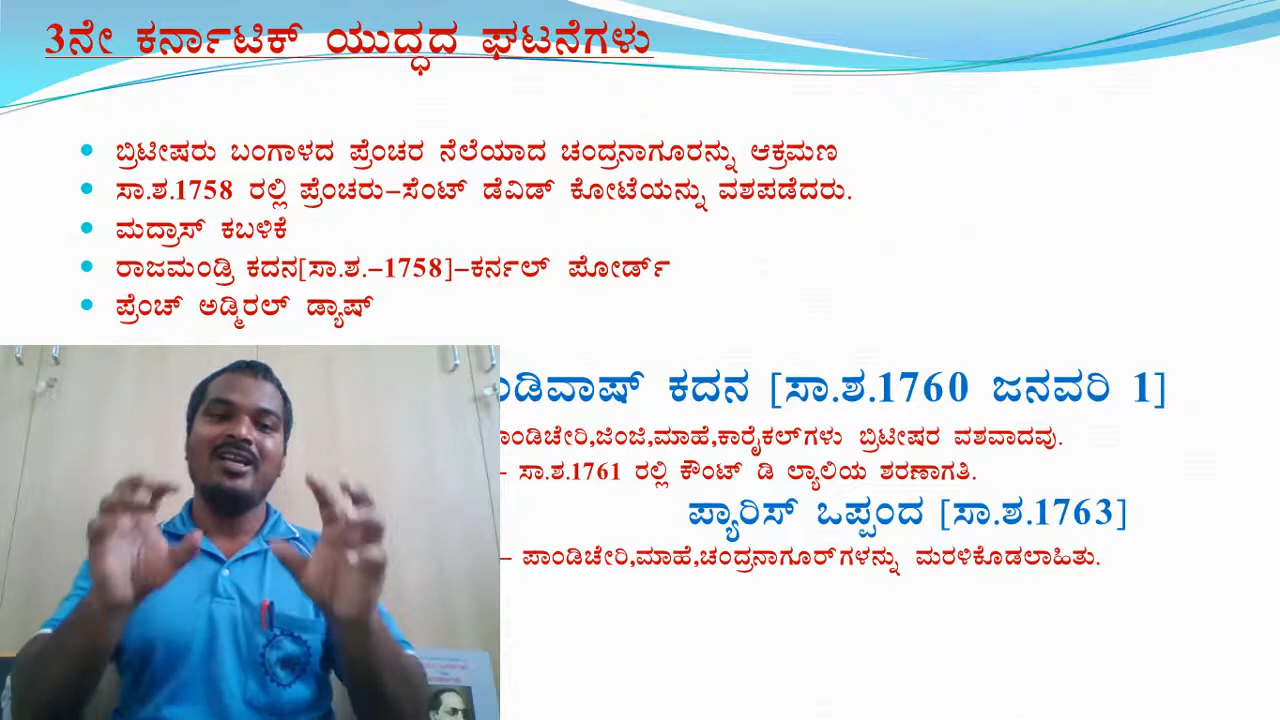 3ನೇ ಕರ್ನಾಟಿಕ್ ಯುದ್ಧದ ಘಟನೆಗಳು
ಬ್ರಿಟೀಷರು ಬಂಗಾಳದ ಪ್ರೆಂಚರ ನೆಲೆಯಾದ ಚಂದ್ರನಾಗೂರನ್ನು ಆಕ್ರಮಣ
ಸಾ.ಶ.1758 ರಲ್ಲಿ ಪ್ರೆಂಚರು-ಸೆಂಟ್ ಡೆವಿಡ್ ಕೋಟೆಯನ್ನು ವಶಪಡೆದರು.
ಮದ್ರಾಸ್ ಕಬಳಿಕೆ
ರಾಜಮಂಡ್ರಿ ಕದನ[ಸಾ.ಶ.-1758]-ಕರ್ನಲ್ ಪೋರ್ಡ್
ಪ್ರೆಂಚ್ ಅಡ್ಮಿರಲ್ ಡ್ಯಾಷ್
ಂಡಿವಾಷ್ ಕದನ [ಸಾ.ಶ.1760 ಜನವರಿ 1]
ಪಾಂಡಿಚೇರಿ,ಜಿಂಜಿ,ಮಾಹೆ,ಕಾರೈಕಲ್‌ಗಳು ಬ್ರಿಟೀಷರ ವಶವಾದವು.
- ಸಾ.ಶ.1761 ರಲ್ಲಿ ಕೌಂಟ್ ಡಿ ಲ್ಯಾಲಿಯ ಶರಣಾಗತಿ.
ಪ್ಯಾರಿಸ್ ಒಪ್ಪಂದ [ಸಾ.ಶ.1763]
- ಪಾಂಡಿಚೇರಿ,ಮಾಹೆ,ಚಂದ್ರನಾಗೂರ್‌ಗಳನ್ನು ಮರಳಿಕೊಡಲಾಹಿತು.